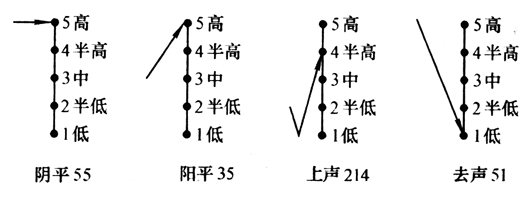 5高 5高 5高 5高
4半高 4半高 4半高 4半高
3中 3中 3中 3中
2半低 2半低 2半低 2半低
1低 1低 1低 1低
阴平55 阳平35 上声214 去声51